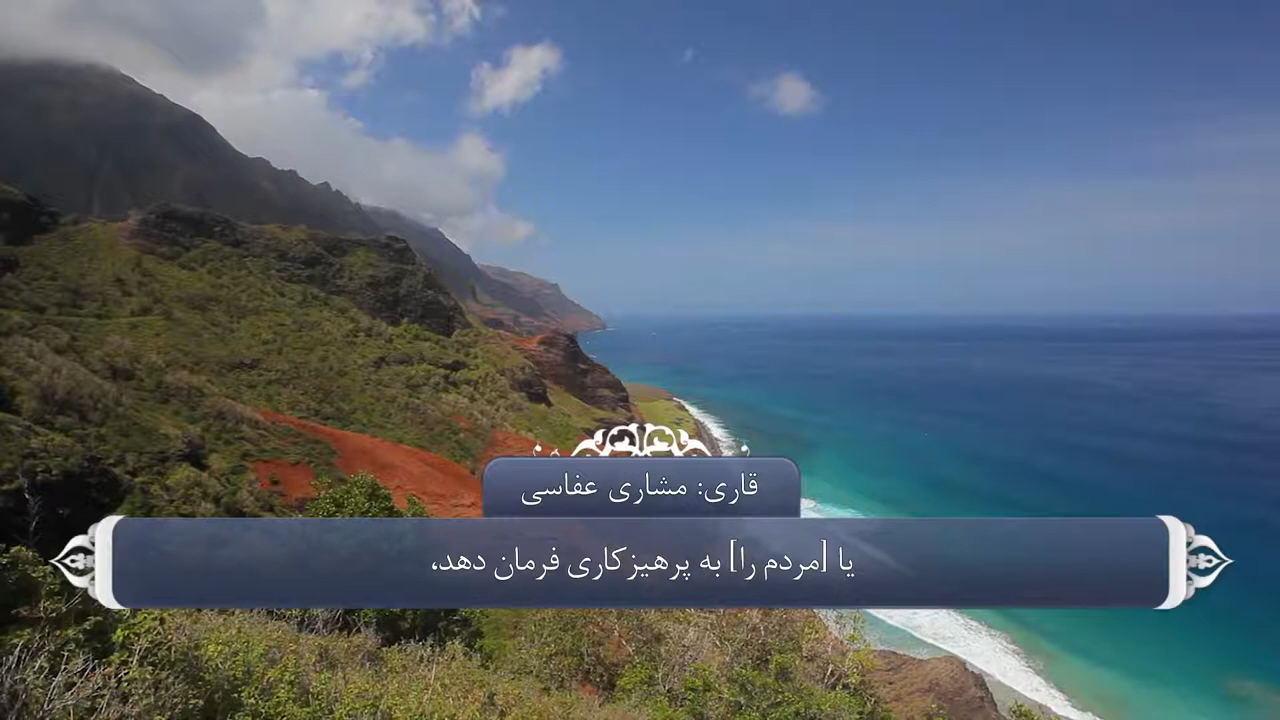 قاری: مشاری عفاسی
یا [مردم را] به پرهیزکاری فرمان دهد،